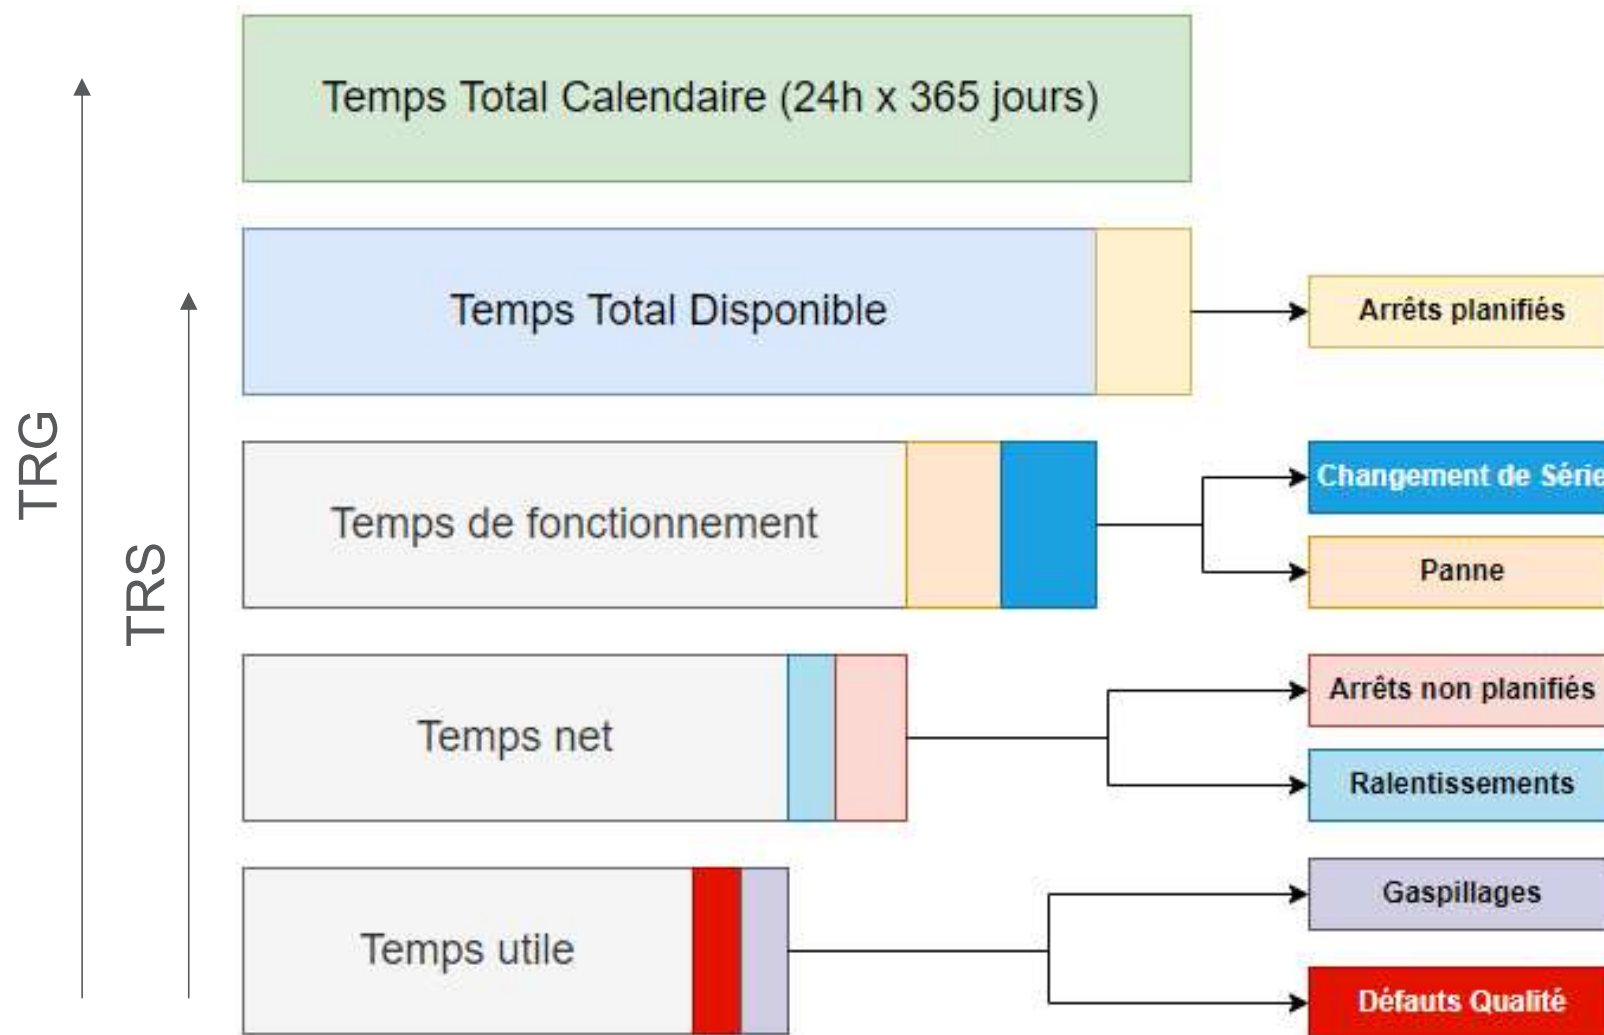 Temps Total Calendaire (24h x 365 jours)
Temps Total Disponible
Arrêts planifiés
TRG
TRS
Temps de fonctionnement
Changement de Série
Panne
Temps net
Arrêts non planifiés
Ralentissements
Temps utile
Gaspillages
Défauts Qualité